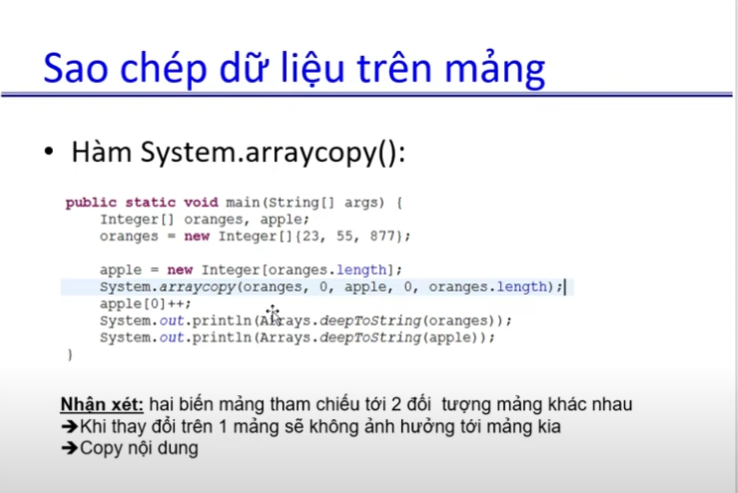 Sao chép dữ liệu trên mảng
• Hàm System.arraycopy():
public static void main(String[] args) {
Integer[] oranges, apple;
oranges = new Integer[]{23, 55, 877};
apple = new Integer[oranges.length];
System.arraycopy(oranges, 0, apple, 0, oranges.length);
apple[0]++;
System.out.println(Arrays.deepToString(oranges));
System.out.println(Arrays.deepToString(apple));
}
Nhận xét: hai biến mảng tham chiếu tới 2 đối tượng mảng khác nhau
➔Khi thay đổi trên 1 mảng sẽ không ảnh hưởng tới mảng kia
➔Copy nội dung